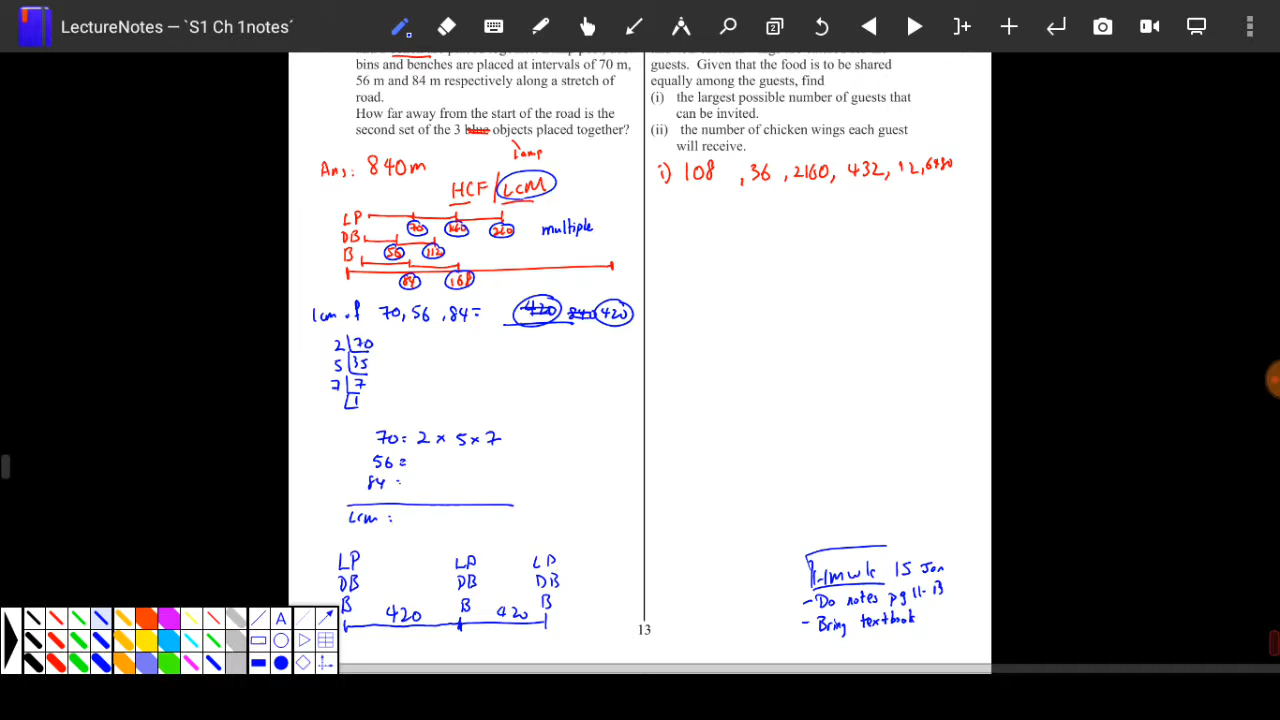 LectureNotes — `S1 Ch 1notes´
bins and benches are placed at intervals of 70 m,
56 m and 84 m respectively along a stretch of
road.
How far away from the start of the road is the
second set of the 3 blue objects placed together?
lamp
Ans: 840m
HCF / LCM
LP 70 140 210
DB 56 112
B 84 168
multiple
lcm of 70, 56, 84 = 420 840 420
2 70
5 35
7 7
1
70 = 2 × 5 × 7
56 =
84 =
LCM :
LP LP LP
DB DB DB
B 420 B 420 B
guests. Given that the food is to be shared
equally among the guests, find
(i) the largest possible number of guests that
can be invited.
(ii) the number of chicken wings each guest
will receive.
i) 108 , 36 , 2160, 432, 12, 6480
Hmwk 15 Jan
- Do notes pg 11-13
- Bring textbook
13